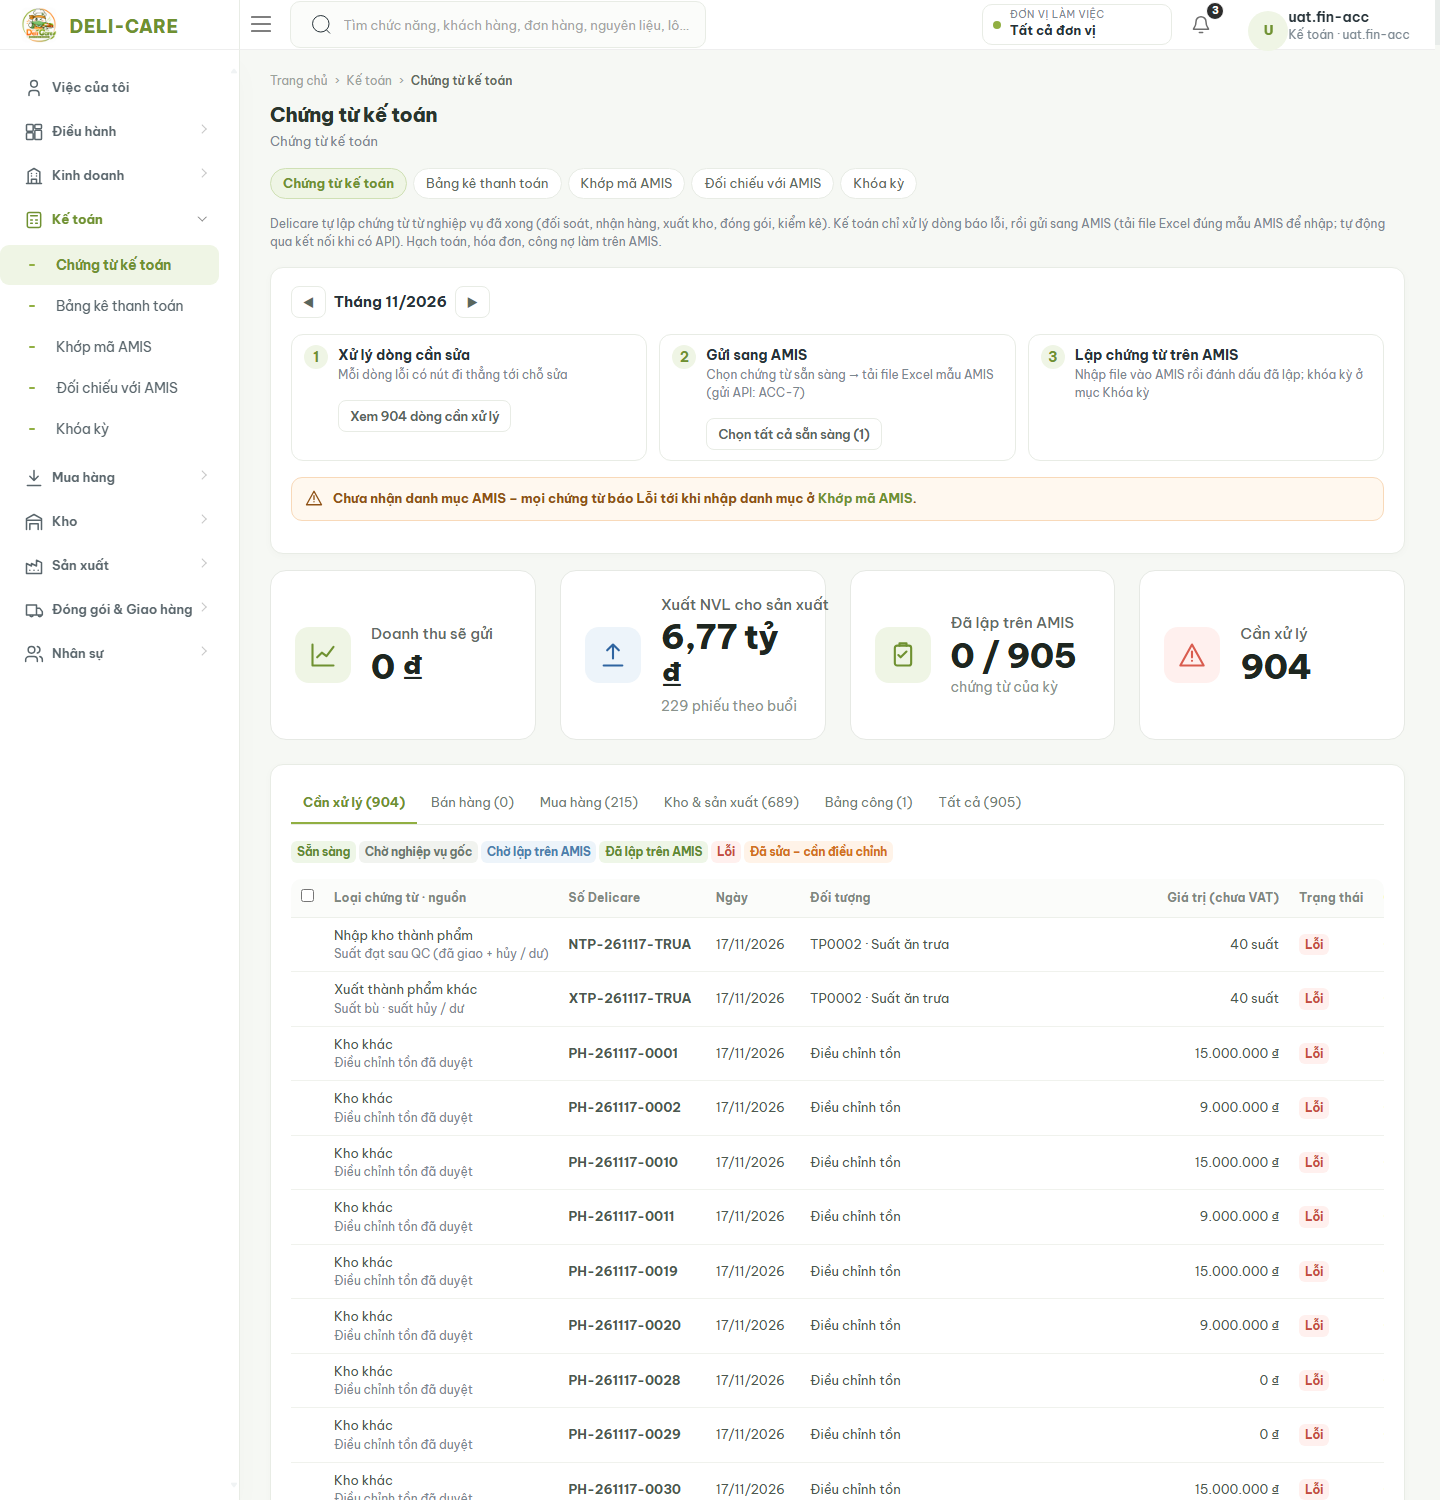 DELI-CARE
Tìm chức năng, khách hàng, đơn hàng, nguyên liệu, lô...
ĐƠN VỊ LÀM VIỆC
Tất cả đơn vị
3
U
uat.fin-acc
Kế toán · uat.fin-acc
Việc của tôi
Điều hành
Kinh doanh
Kế toán
- Chứng từ kế toán
- Bảng kê thanh toán
- Khớp mã AMIS
- Đối chiếu với AMIS
- Khóa kỳ
Mua hàng
Kho
Sản xuất
Đóng gói & Giao hàng
Nhân sự
Trang chủ › Kế toán › Chứng từ kế toán
Chứng từ kế toán
Chứng từ kế toán
Chứng từ kế toán
Bảng kê thanh toán
Khớp mã AMIS
Đối chiếu với AMIS
Khóa kỳ
Delicare tự lập chứng từ từ nghiệp vụ đã xong (đối soát, nhận hàng, xuất kho, đóng gói, kiểm kê). Kế toán chỉ xử lý dòng báo lỗi, rồi gửi sang AMIS (tải file Excel đúng mẫu AMIS để nhập; tự động
qua kết nối khi có API). Hạch toán, hóa đơn, công nợ làm trên AMIS.
◀ Tháng 11/2026 ▶
1 Xử lý dòng cần sửa
Mỗi dòng lỗi có nút đi thẳng tới chỗ sửa
Xem 904 dòng cần xử lý
2 Gửi sang AMIS
Chọn chứng từ sẵn sàng → tải file Excel mẫu AMIS
(gửi API: ACC-7)
Chọn tất cả sẵn sàng (1)
3 Lập chứng từ trên AMIS
Nhập file vào AMIS rồi đánh dấu đã lập; khóa kỳ ở
mục Khóa kỳ
Chưa nhận danh mục AMIS – mọi chứng từ báo Lỗi tới khi nhập danh mục ở Khớp mã AMIS.
Doanh thu sẽ gửi
0 ₫
Xuất NVL cho sản xuất
6,77 tỷ
₫
229 phiếu theo buổi
Đã lập trên AMIS
0 / 905
chứng từ của kỳ
Cần xử lý
904
Cần xử lý (904)
Bán hàng (0)
Mua hàng (215)
Kho & sản xuất (689)
Bảng công (1)
Tất cả (905)
Sẵn sàng
Chờ nghiệp vụ gốc
Chờ lập trên AMIS
Đã lập trên AMIS
Lỗi
Đã sửa – cần điều chỉnh
Loại chứng từ · nguồn Số Delicare Ngày Đối tượng Giá trị (chưa VAT) Trạng thái
Nhập kho thành phẩm
Suất đạt sau QC (đã giao + hủy / dư)
NTP-261117-TRUA 17/11/2026 TP0002 · Suất ăn trưa 40 suất Lỗi
Xuất thành phẩm khác
Suất bù · suất hủy / dư
XTP-261117-TRUA 17/11/2026 TP0002 · Suất ăn trưa 40 suất Lỗi
Kho khác
Điều chỉnh tồn đã duyệt
PH-261117-0001 17/11/2026 Điều chỉnh tồn 15.000.000 ₫ Lỗi
Kho khác
Điều chỉnh tồn đã duyệt
PH-261117-0002 17/11/2026 Điều chỉnh tồn 9.000.000 ₫ Lỗi
Kho khác
Điều chỉnh tồn đã duyệt
PH-261117-0010 17/11/2026 Điều chỉnh tồn 15.000.000 ₫ Lỗi
Kho khác
Điều chỉnh tồn đã duyệt
PH-261117-0011 17/11/2026 Điều chỉnh tồn 9.000.000 ₫ Lỗi
Kho khác
Điều chỉnh tồn đã duyệt
PH-261117-0019 17/11/2026 Điều chỉnh tồn 15.000.000 ₫ Lỗi
Kho khác
Điều chỉnh tồn đã duyệt
PH-261117-0020 17/11/2026 Điều chỉnh tồn 9.000.000 ₫ Lỗi
Kho khác
Điều chỉnh tồn đã duyệt
PH-261117-0028 17/11/2026 Điều chỉnh tồn 0 ₫ Lỗi
Kho khác
Điều chỉnh tồn đã duyệt
PH-261117-0029 17/11/2026 Điều chỉnh tồn 0 ₫ Lỗi
Kho khác
Điều chỉnh tồn đã duyệt
PH-261117-0030 17/11/2026 Điều chỉnh tồn 15.000.000 ₫ Lỗi